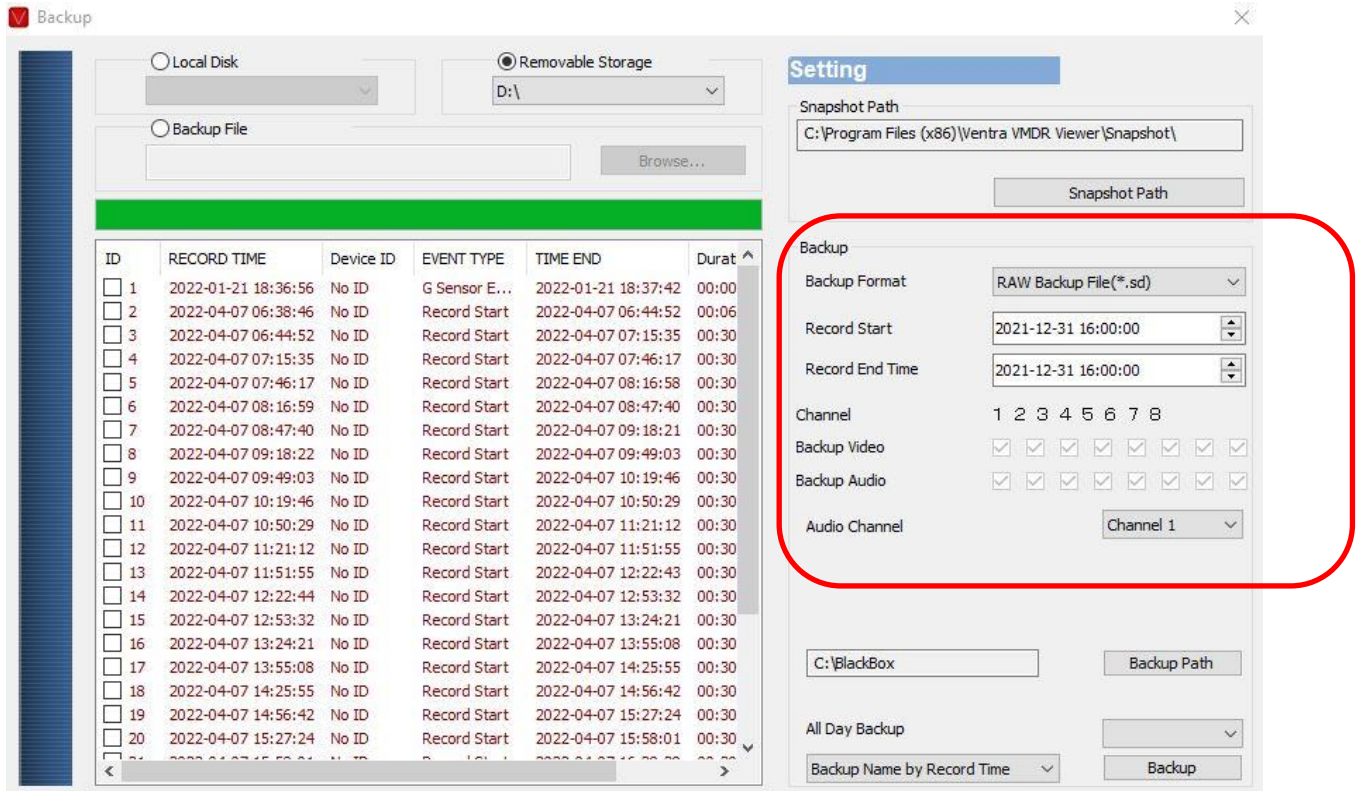 Backup
Local Disk
Removable Storage
D:\
Backup File
Browse...
ID RECORD TIME Device ID EVENT TYPE TIME END Durat
1 2022-01-21 18:36:56 No ID G Sensor E... 2022-01-21 18:37:42 00:00
2 2022-04-07 06:38:46 No ID Record Start 2022-04-07 06:44:52 00:06
3 2022-04-07 06:44:52 No ID Record Start 2022-04-07 07:15:35 00:30
4 2022-04-07 07:15:35 No ID Record Start 2022-04-07 07:46:17 00:30
5 2022-04-07 07:46:17 No ID Record Start 2022-04-07 08:16:58 00:30
6 2022-04-07 08:16:59 No ID Record Start 2022-04-07 08:47:40 00:30
7 2022-04-07 08:47:40 No ID Record Start 2022-04-07 09:18:21 00:30
8 2022-04-07 09:18:22 No ID Record Start 2022-04-07 09:49:03 00:30
9 2022-04-07 09:49:03 No ID Record Start 2022-04-07 10:19:46 00:30
10 2022-04-07 10:19:46 No ID Record Start 2022-04-07 10:50:29 00:30
11 2022-04-07 10:50:29 No ID Record Start 2022-04-07 11:21:12 00:30
12 2022-04-07 11:21:12 No ID Record Start 2022-04-07 11:51:55 00:30
13 2022-04-07 11:51:55 No ID Record Start 2022-04-07 12:22:43 00:30
14 2022-04-07 12:22:44 No ID Record Start 2022-04-07 12:53:32 00:30
15 2022-04-07 12:53:32 No ID Record Start 2022-04-07 13:24:21 00:30
16 2022-04-07 13:24:21 No ID Record Start 2022-04-07 13:55:08 00:30
17 2022-04-07 13:55:08 No ID Record Start 2022-04-07 14:25:55 00:30
18 2022-04-07 14:25:55 No ID Record Start 2022-04-07 14:56:42 00:30
19 2022-04-07 14:56:42 No ID Record Start 2022-04-07 15:27:24 00:30
20 2022-04-07 15:27:24 No ID Record Start 2022-04-07 15:58:01 00:30
Setting
Snapshot Path
C:\Program Files (x86)\Ventra VMDR Viewer\Snapshot\
Snapshot Path
Backup
Backup Format RAW Backup File(*.sd)
Record Start 2021-12-31 16:00:00
Record End Time 2021-12-31 16:00:00
Channel 1 2 3 4 5 6 7 8
Backup Video
Backup Audio
Audio Channel Channel 1
C:\BlackBox Backup Path
All Day Backup
Backup Name by Record Time Backup